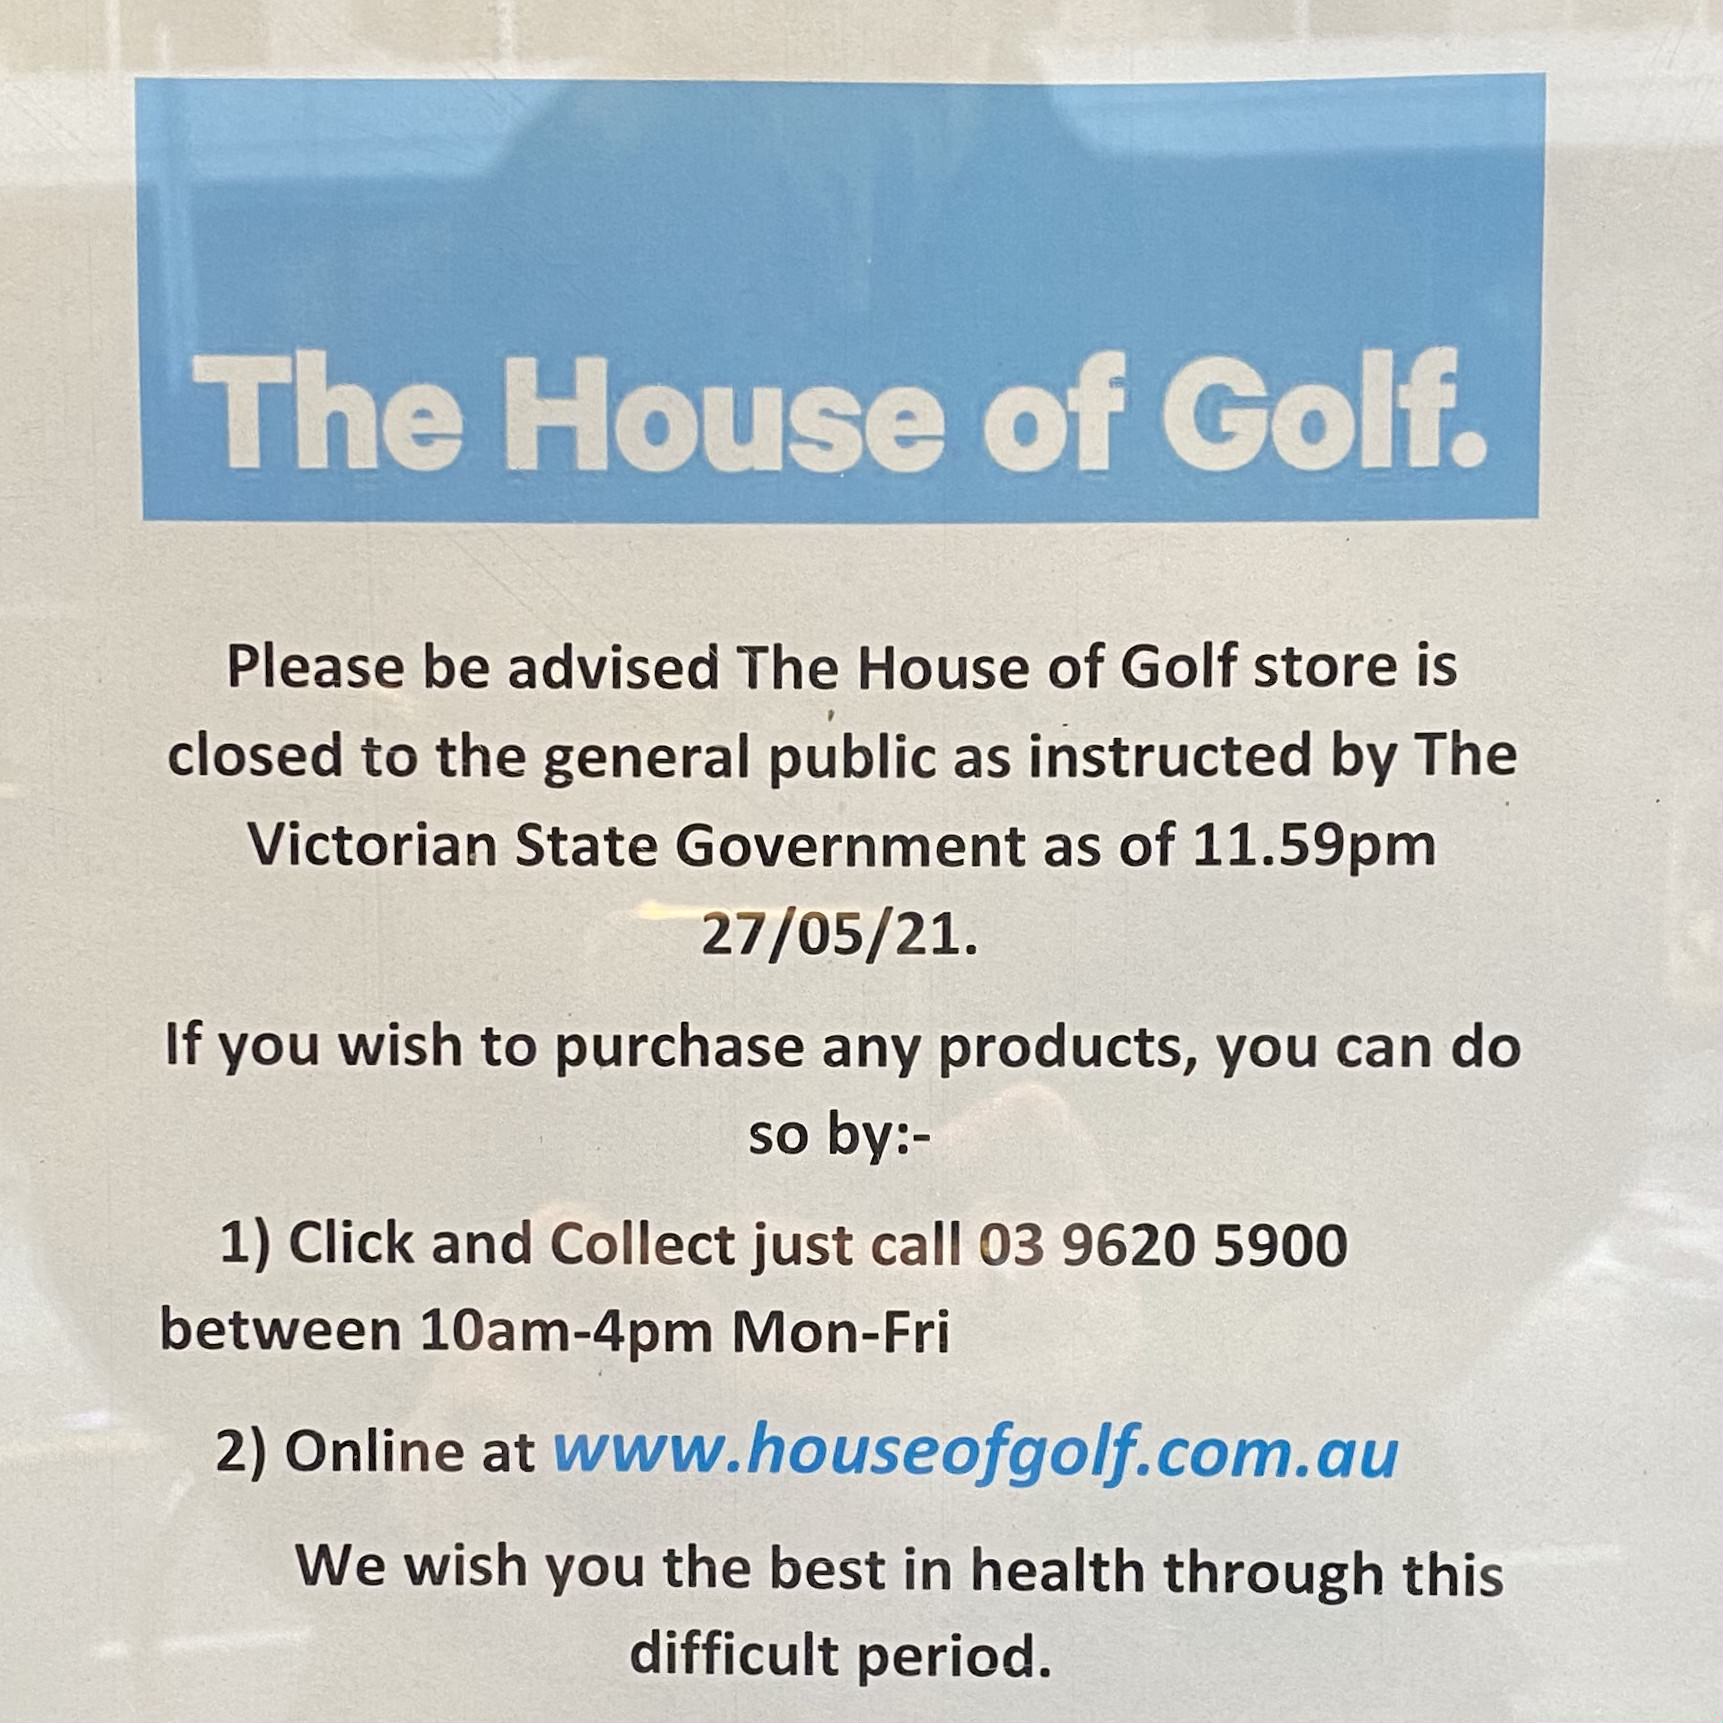 The House of Golf.
Please be advised The House of Golf store is
closed to the general public as instructed by The
Victorian State Government as of 11.59pm
27/05/21.
If you wish to purchase any products, you can do
so by:-
1) Click and Collect just call 03 9620 5900
between 10am-4pm Mon-Fri
2) Online at www.houseofgolf.com.au
We wish you the best in health through this
difficult period.